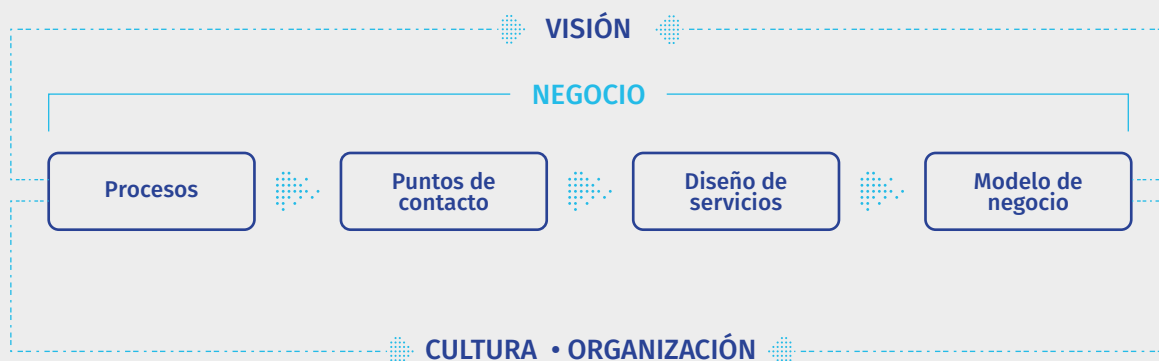 VISIÓN
NEGOCIO
Procesos
Puntos de
contacto
Diseño de
servicios
Modelo de
negocio
CULTURA • ORGANIZACIÓN